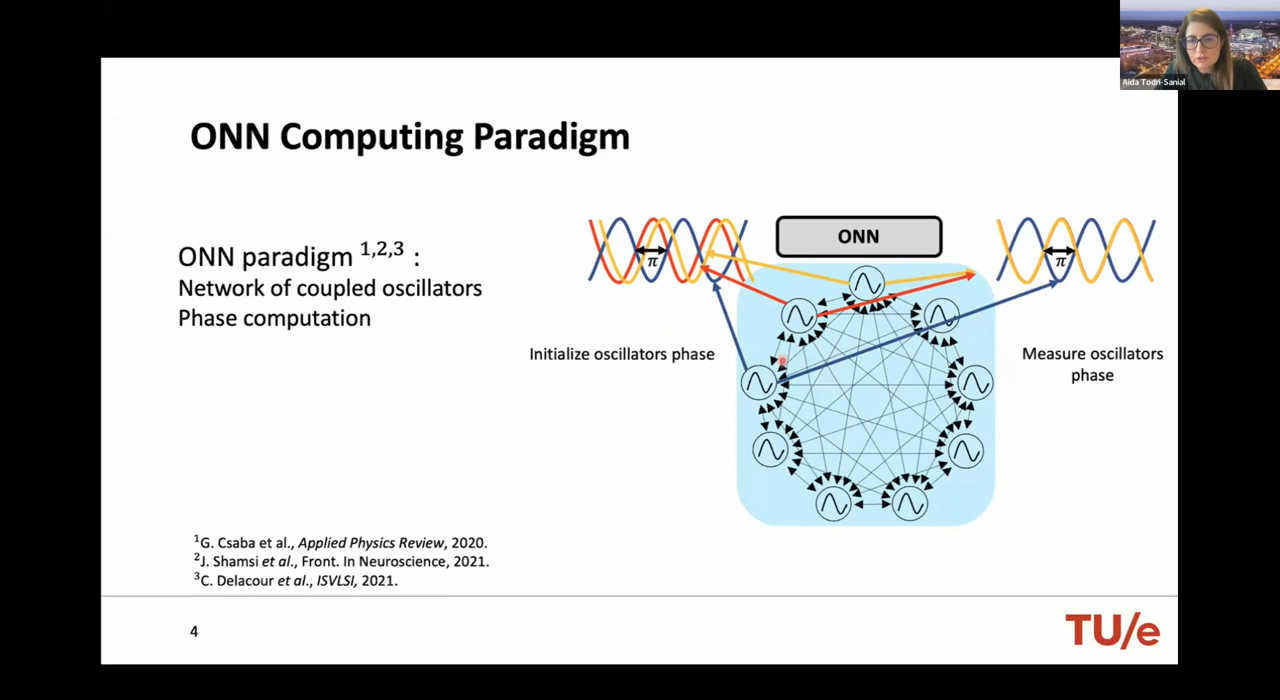 Aida Todri-Sanial
ONN Computing Paradigm
ONN paradigm 1,2,3 :
Network of coupled oscillators
Phase computation
π
ONN
π
Initialize oscillators phase
Measure oscillators
phase
1G. Csaba et al., Applied Physics Review, 2020.
2J. Shamsi et al., Front. In Neuroscience, 2021.
3C. Delacour et al., ISVLSI, 2021.
4
TU/e